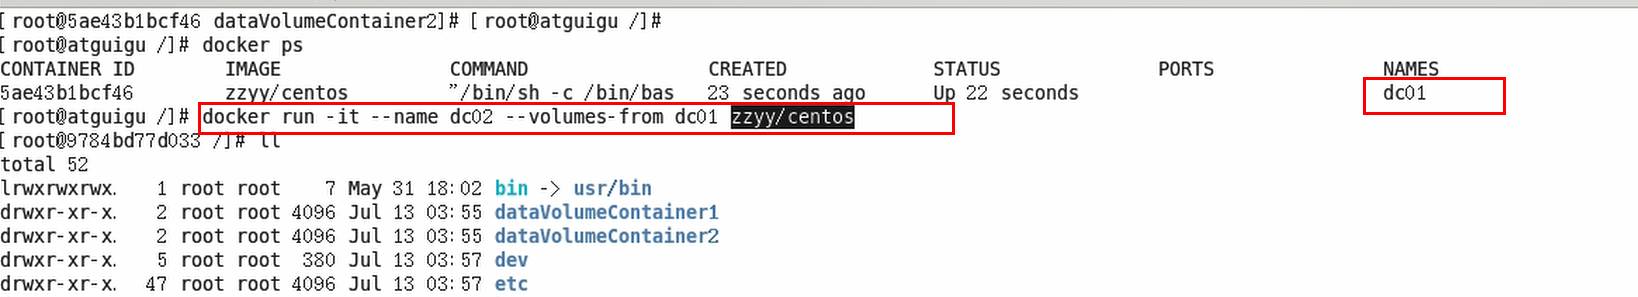 [root@5ae43b1bcf46 dataVolumeContainer2]# [root@atguigu /]#
[root@atguigu /]# docker ps
CONTAINER ID        IMAGE               COMMAND                CREATED             STATUS              PORTS               NAMES
5ae43b1bcf46        zzyy/centos         "/bin/sh -c /bin/bas   23 seconds ago      Up 22 seconds                           dc01
[root@atguigu /]# docker run -it --name dc02 --volumes-from dc01 zzyy/centos
[root@9784bd77d033 /]# ll
total 52
lrwxrwxrwx.   1 root root    7 May 31 18:02 bin -> usr/bin
drwxr-xr-x.   2 root root 4096 Jul 13 03:55 dataVolumeContainer1
drwxr-xr-x.   2 root root 4096 Jul 13 03:55 dataVolumeContainer2
drwxr-xr-x.   5 root root  380 Jul 13 03:57 dev
drwxr-xr-x.  47 root root 4096 Jul 13 03:57 etc